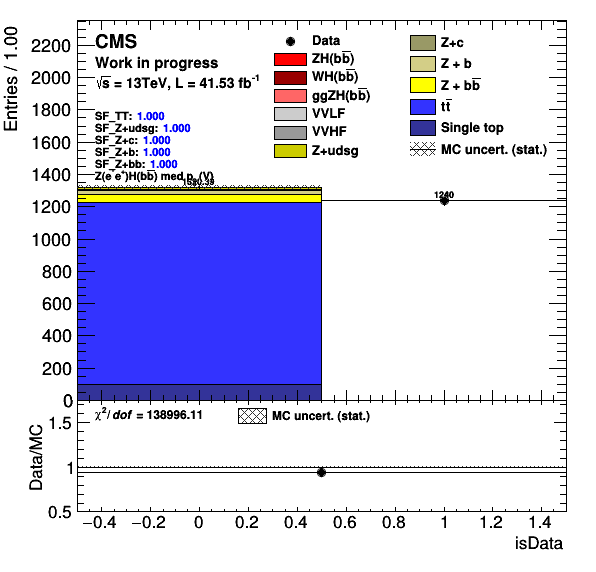 CMS
Work in progress
√s = 13TeV, L = 41.53 fb⁻¹
SF_TT: 1.000
SF_Z+udsg: 1.000
SF_Z+c: 1.000
SF_Z+b: 1.000
SF_Z+bb: 1.000
Z(e⁻e⁺)H(bb̅) med p (V)
Data
ZH(bb̅)
WH(bb̅)
ggZH(bb̅)
VVLF
VVHF
Z+udsg
Z+c
Z + b
Z + bb̅
tt̅
Single top
MC uncert. (stat.)
1240
Entries / 1.00
2200
2000
1800
1600
1400
1200
1000
800
600
400
200
0
χ²/dof = 138996.11
MC uncert. (stat.)
Data/MC
1.5
1
0.5
−0.4 −0.2 0 0.2 0.4 0.6 0.8 1 1.2 1.4
isData